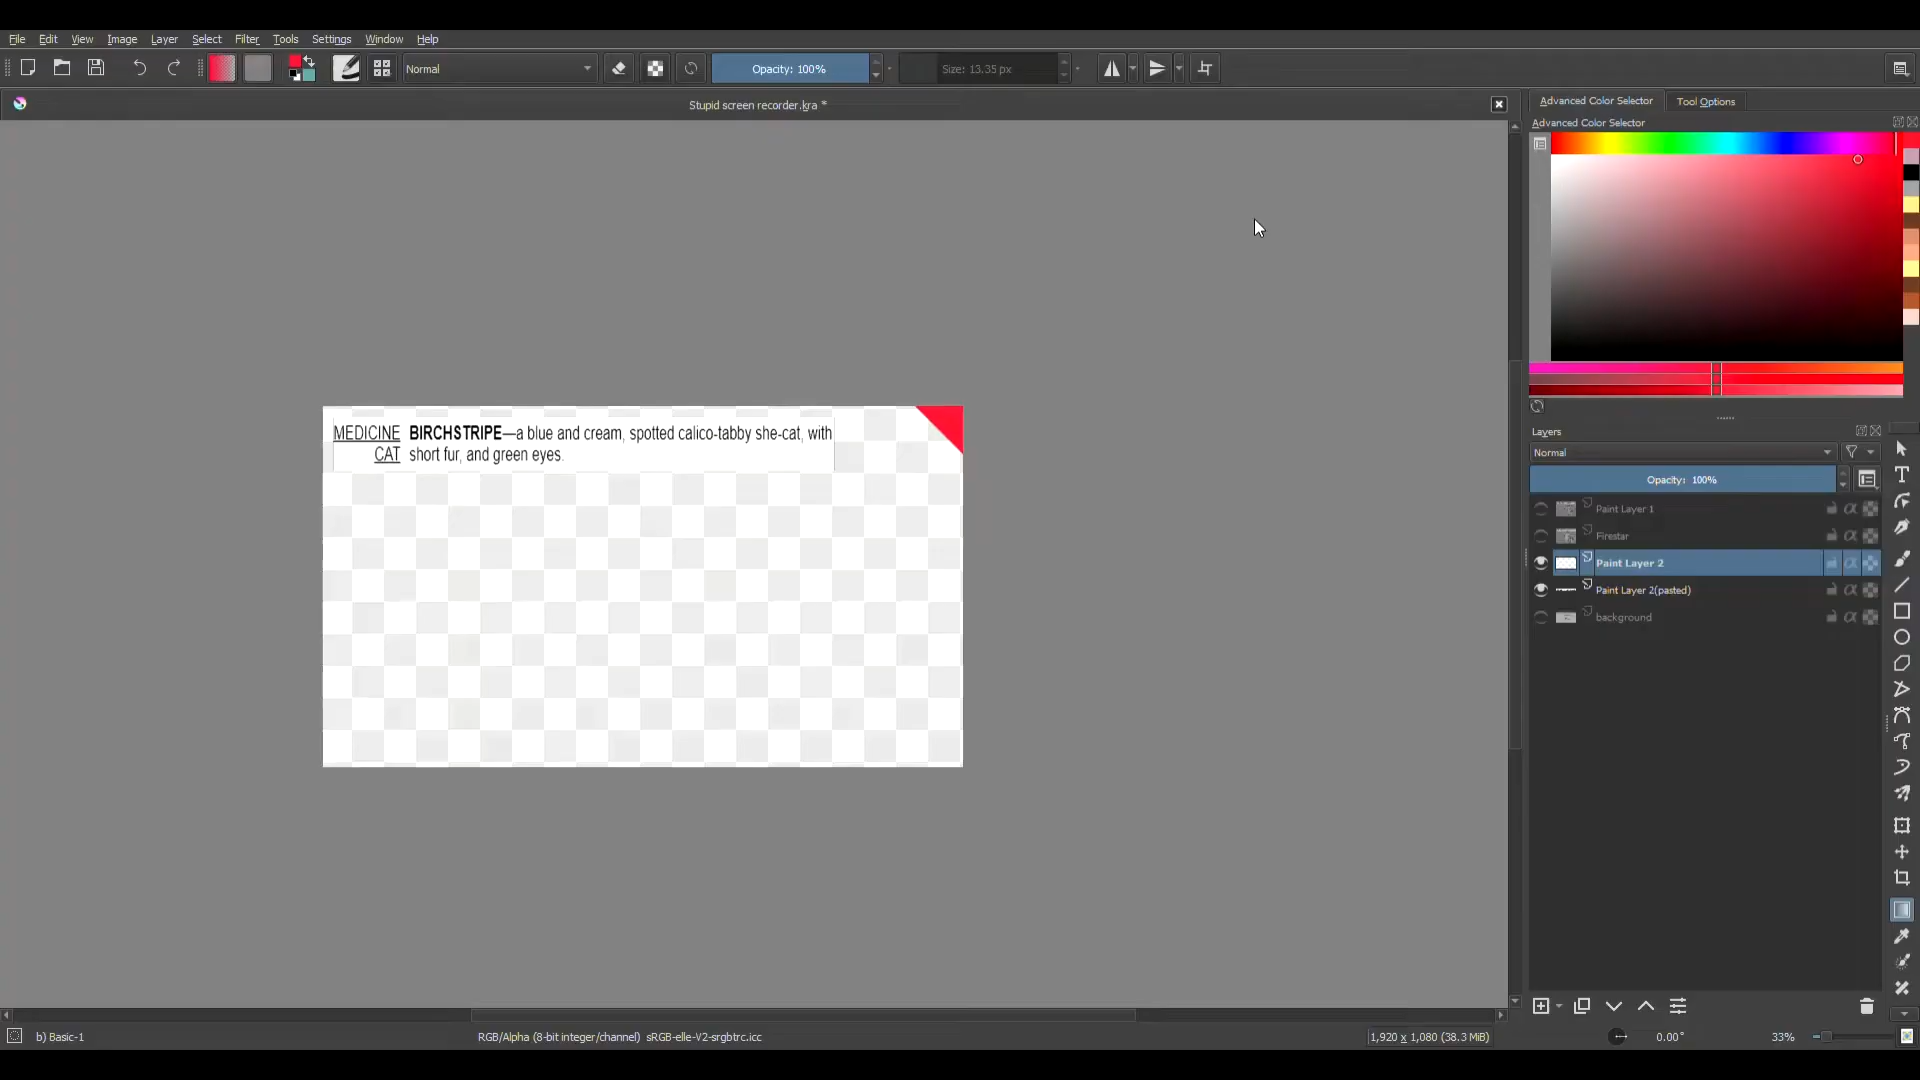 File Edit View Image Layer Select Filter Tools Settings Window Help
Normal
Opacity: 100%
Size: 13.35 px
Stupid screen recorder.kra *
Advanced Color Selector
Tool Options
Advanced Color Selector
MEDICINE BIRCHSTRIPE—a blue and cream, spotted calico-tabby she-cat, with
CAT short fur, and green eyes.
Layers
Normal
Opacity: 100%
Paint Layer 1
Firestar
Paint Layer 2
Paint Layer 2(pasted)
background
b) Basic-1
RGB/Alpha (8-bit integer/channel) sRGB-elle-V2-srgbtrc.icc
1,920 x 1,080 (38.3 MiB)
0.00°
33%